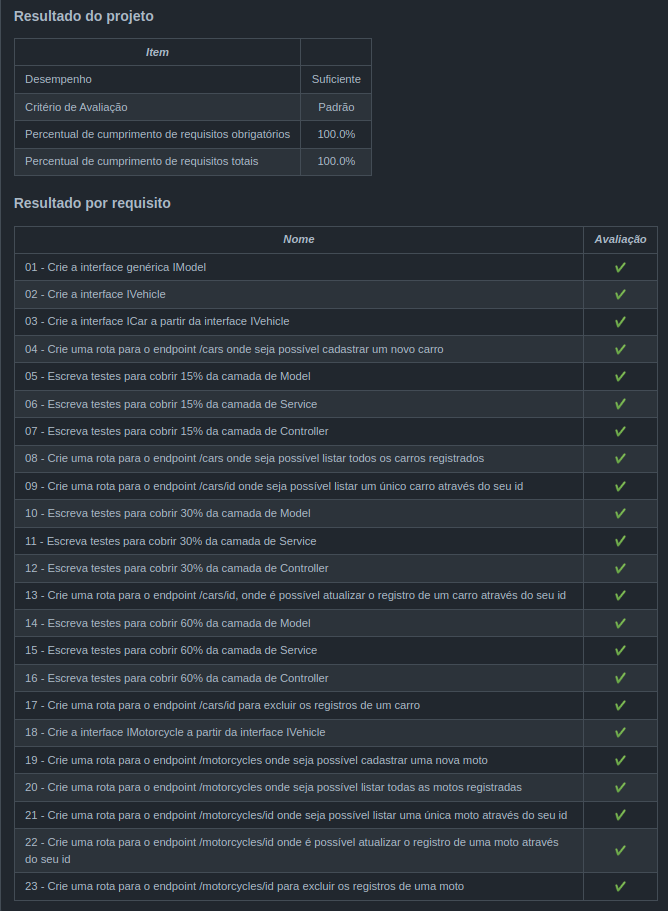 Resultado do projeto
Item
Desempenho Suficiente
Critério de Avaliação Padrão
Percentual de cumprimento de requisitos obrigatórios 100.0%
Percentual de cumprimento de requisitos totais 100.0%
Resultado por requisito
Nome Avaliação
01 - Crie a interface genérica IModel ✔
02 - Crie a interface IVehicle ✔
03 - Crie a interface ICar a partir da interface IVehicle ✔
04 - Crie uma rota para o endpoint /cars onde seja possível cadastrar um novo carro ✔
05 - Escreva testes para cobrir 15% da camada de Model ✔
06 - Escreva testes para cobrir 15% da camada de Service ✔
07 - Escreva testes para cobrir 15% da camada de Controller ✔
08 - Crie uma rota para o endpoint /cars onde seja possível listar todos os carros registrados ✔
09 - Crie uma rota para o endpoint /cars/id onde seja possível listar um único carro através do seu id ✔
10 - Escreva testes para cobrir 30% da camada de Model ✔
11 - Escreva testes para cobrir 30% da camada de Service ✔
12 - Escreva testes para cobrir 30% da camada de Controller ✔
13 - Crie uma rota para o endpoint /cars/id, onde é possível atualizar o registro de um carro através do seu id ✔
14 - Escreva testes para cobrir 60% da camada de Model ✔
15 - Escreva testes para cobrir 60% da camada de Service ✔
16 - Escreva testes para cobrir 60% da camada de Controller ✔
17 - Crie uma rota para o endpoint /cars/id para excluir os registros de um carro ✔
18 - Crie a interface IMotorcycle a partir da interface IVehicle ✔
19 - Crie uma rota para o endpoint /motorcycles onde seja possível cadastrar uma nova moto ✔
20 - Crie uma rota para o endpoint /motorcycles onde seja possível listar todas as motos registradas ✔
21 - Crie uma rota para o endpoint /motorcycles/id onde seja possível listar uma única moto através do seu id ✔
22 - Crie uma rota para o endpoint /motorcycles/id onde é possível atualizar o registro de uma moto através
do seu id ✔
23 - Crie uma rota para o endpoint /motorcycles/id para excluir os registros de uma moto ✔